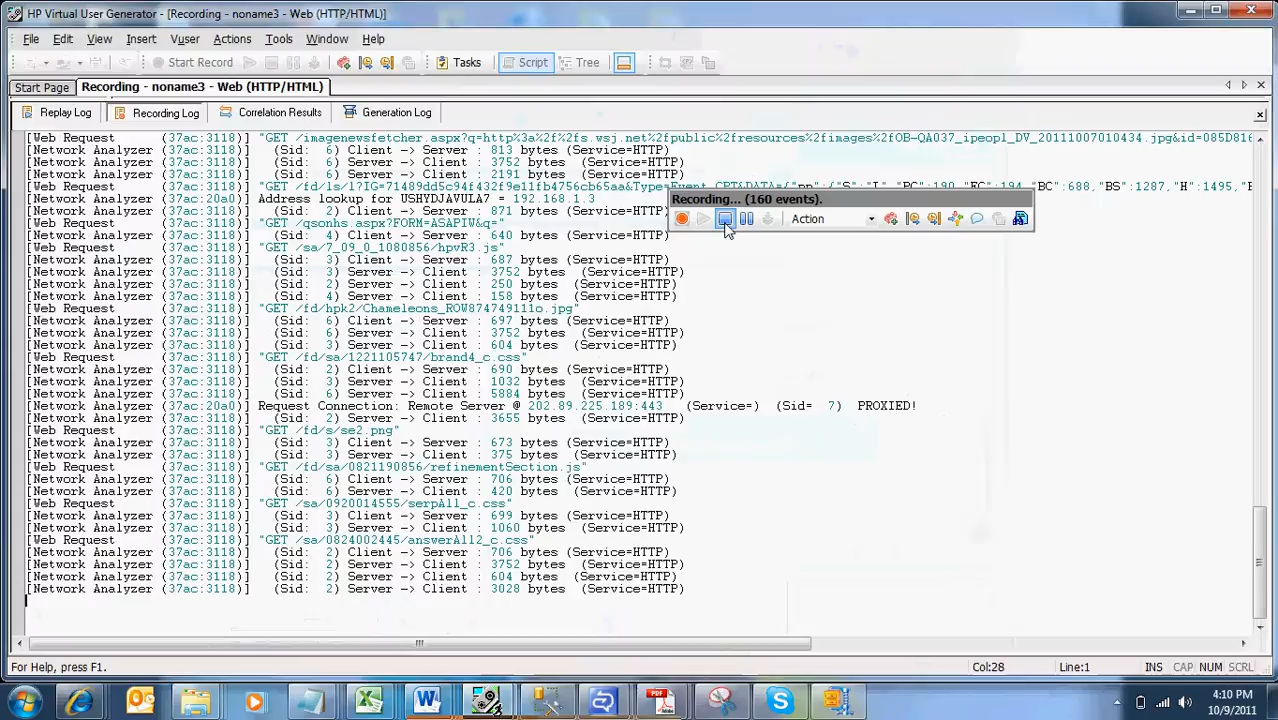 HP Virtual User Generator - [Recording - noname3 - Web (HTTP/HTML)]
File Edit View Insert Vuser Actions Tools Window Help
Start Record Tasks Script Tree
Start Page Recording - noname3 - Web (HTTP/HTML)
Replay Log Recording Log Correlation Results Generation Log
[Web Request (37ac:3118)] "GET /imagenewsfetcher.aspx?q=http%3a%2f%2fs.wsj.net%2fpublic%2fresources%2fimages%2fOB-QA037_ipeopl_DV_20111007010434.jpg&id=085D816
[Network Analyzer (37ac:3118)] (Sid: 6) Client -> Server : 813 bytes (Service=HTTP)
[Network Analyzer (37ac:3118)] (Sid: 6) Server -> Client : 3752 bytes (Service=HTTP)
[Network Analyzer (37ac:3118)] (Sid: 6) Server -> Client : 2191 bytes (Service=HTTP)
[Web Request (37ac:3118)] "GET /fd/ls/l?IG=71489dd5c94f432f9e11fb4756cb65aa&Type=Event.CPT&DATA={"pp":{"S":"L","PC":190,"FC":194,"BC":688,"BS":1287,"H":1495,"F
Recording... (160 events).
[Network Analyzer (37ac:20a0)] Address lookup for USHYDJAVULA7 = 192.168.1.3
[Network Analyzer (37ac:3118)] (Sid: 2) Client -> Server : 871 bytes (Service=HTTP)
Action
[Web Request (37ac:3118)] "GET /qsonhs.aspx?FORM=ASAPIW&q="
[Network Analyzer (37ac:3118)] (Sid: 4) Client -> Server : 640 bytes (Service=HTTP)
[Web Request (37ac:3118)] "GET /sa/7_09_0_1080856/hpvR3.js"
[Network Analyzer (37ac:3118)] (Sid: 3) Client -> Server : 687 bytes (Service=HTTP)
[Network Analyzer (37ac:3118)] (Sid: 3) Server -> Client : 3752 bytes (Service=HTTP)
[Network Analyzer (37ac:3118)] (Sid: 2) Server -> Client : 250 bytes (Service=HTTP)
[Network Analyzer (37ac:3118)] (Sid: 4) Server -> Client : 158 bytes (Service=HTTP)
[Web Request (37ac:3118)] "GET /fd/hpk2/Chameleons_ROW874749111o.jpg"
[Network Analyzer (37ac:3118)] (Sid: 6) Client -> Server : 697 bytes (Service=HTTP)
[Network Analyzer (37ac:3118)] (Sid: 6) Server -> Client : 3752 bytes (Service=HTTP)
[Network Analyzer (37ac:3118)] (Sid: 3) Server -> Client : 604 bytes (Service=HTTP)
[Web Request (37ac:3118)] "GET /fd/sa/1221105747/brand4_c.css"
[Network Analyzer (37ac:3118)] (Sid: 2) Client -> Server : 690 bytes (Service=HTTP)
[Network Analyzer (37ac:3118)] (Sid: 3) Server -> Client : 1032 bytes (Service=HTTP)
[Network Analyzer (37ac:3118)] (Sid: 6) Server -> Client : 5884 bytes (Service=HTTP)
[Network Analyzer (37ac:20a0)] Request Connection: Remote Server @ 202.89.225.189:443 (Service=) (Sid= 7) PROXIED!
[Network Analyzer (37ac:3118)] (Sid: 2) Server -> Client : 3655 bytes (Service=HTTP)
[Web Request (37ac:3118)] "GET /fd/s/se2.png"
[Network Analyzer (37ac:3118)] (Sid: 3) Client -> Server : 673 bytes (Service=HTTP)
[Network Analyzer (37ac:3118)] (Sid: 3) Server -> Client : 375 bytes (Service=HTTP)
[Web Request (37ac:3118)] "GET /fd/sa/0821190856/refinementSection.js"
[Network Analyzer (37ac:3118)] (Sid: 6) Client -> Server : 706 bytes (Service=HTTP)
[Network Analyzer (37ac:3118)] (Sid: 6) Server -> Client : 420 bytes (Service=HTTP)
[Web Request (37ac:3118)] "GET /sa/0920014555/serpAll_c.css"
[Network Analyzer (37ac:3118)] (Sid: 3) Client -> Server : 699 bytes (Service=HTTP)
[Network Analyzer (37ac:3118)] (Sid: 3) Server -> Client : 1060 bytes (Service=HTTP)
[Web Request (37ac:3118)] "GET /sa/0824002445/answerAll2_c.css"
[Network Analyzer (37ac:3118)] (Sid: 2) Client -> Server : 706 bytes (Service=HTTP)
[Network Analyzer (37ac:3118)] (Sid: 2) Server -> Client : 3752 bytes (Service=HTTP)
[Network Analyzer (37ac:3118)] (Sid: 2) Server -> Client : 604 bytes (Service=HTTP)
[Network Analyzer (37ac:3118)] (Sid: 2) Server -> Client : 3028 bytes (Service=HTTP)
For Help, press F1. Col:28 Line:1 INS CAP NUM SCRL
4:10 PM
10/9/2011